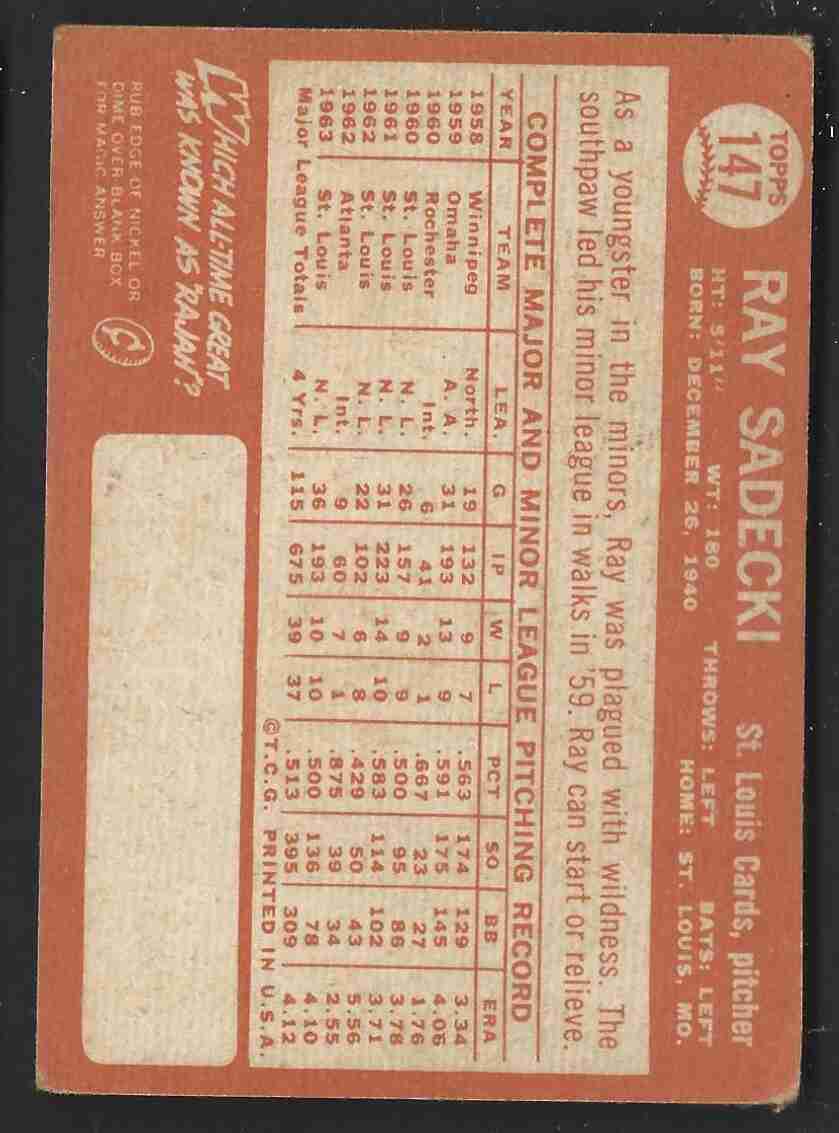 TOPPS
147
RAY SADECKI
St. Louis Cards, pitcher
HT: 5'11" WT: 180 THROWS: LEFT BATS: LEFT
BORN: DECEMBER 26, 1940 HOME: ST. LOUIS, MO.
As a youngster in the minors, Ray was plagued with wildness. The
southpaw led his minor league in walks in '59. Ray can start or relieve.
COMPLETE MAJOR AND MINOR LEAGUE PITCHING RECORD
YEAR TEAM LEA. G IP W L PCT SO BB ERA
1958 Winnipeg North. 19 132 9 7 .563 174 129 3.34
1959 Omaha A. A. 31 193 13 9 .591 175 145 4.06
1960 Rochester Int. 6 41 2 1 .667 23 27 1.76
1960 St. Louis N. L. 26 157 9 9 .500 95 86 3.78
1961 St. Louis N. L. 31 223 14 10 .583 114 102 3.71
1962 St. Louis N. L. 22 102 6 8 .429 50 43 5.56
1962 Atlanta Int. 9 60 7 1 .875 39 34 2.55
1963 St. Louis N. L. 36 193 10 10 .500 136 78 4.10
Major League Totals 4 Yrs. 115 675 39 37 .513 395 309 4.12
©T.C.G. PRINTED IN U.S.A.
WHICH ALL-TIME GREAT
WAS KNOWN AS "RAJAH"?
RUB EDGE OF NICKEL OR
DIME OVER BLANK BOX
FOR MAGIC ANSWER